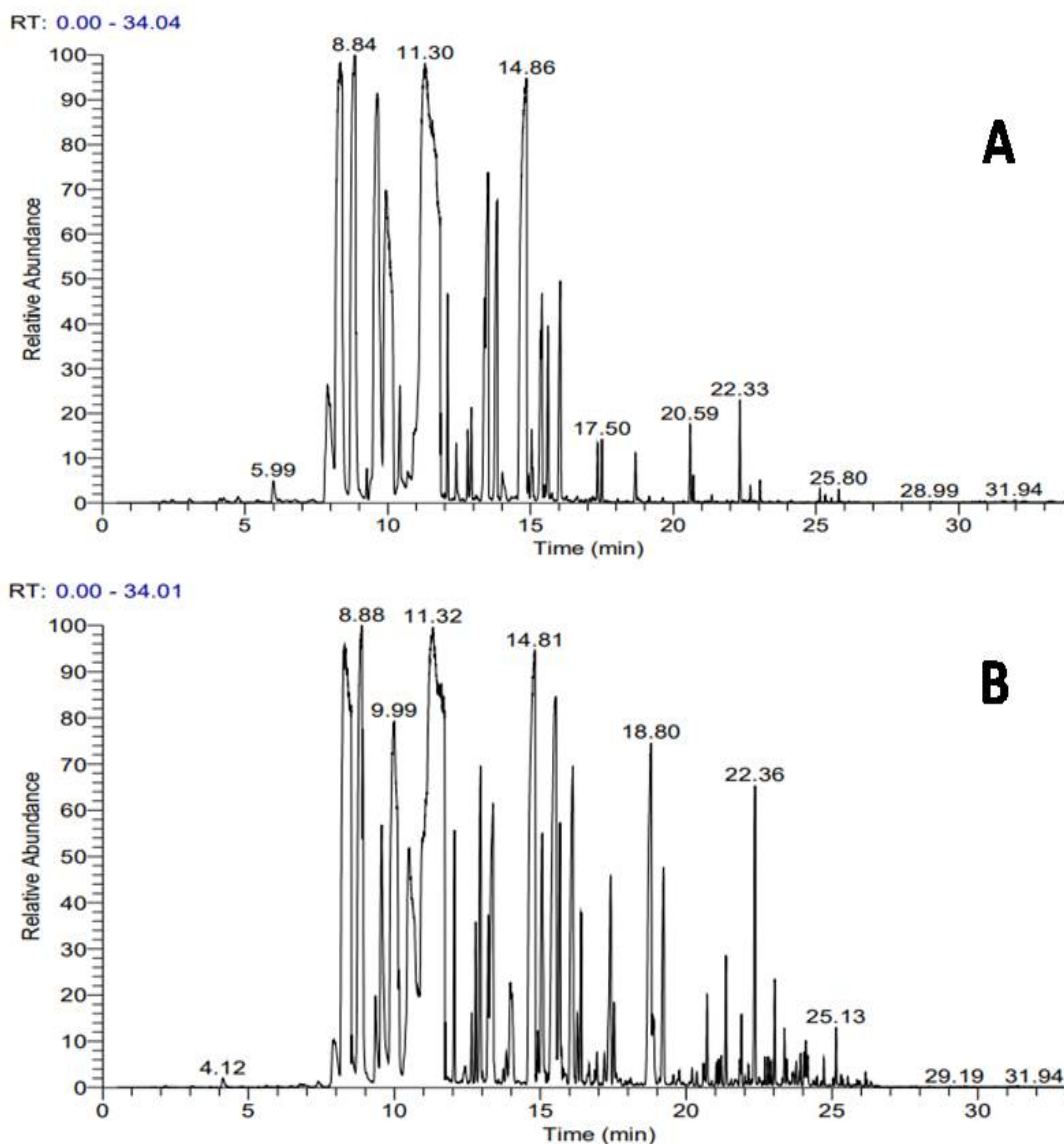 RT: 0.00 - 34.04
8.84 11.30 14.86
100
90
80
70
60
50
40
30
20
10
0
Relative Abundance
5.99 17.50 20.59 22.33 25.80 28.99 31.94
A
0 5 10 15 20 25 30
Time (min)
RT: 0.00 - 34.01
8.88 11.32 14.81
100
90
80
70
60
50
40
30
20
10
0
Relative Abundance
9.99 18.80 22.36
4.12 25.13 29.19 31.94
B
0 5 10 15 20 25 30
Time (min)